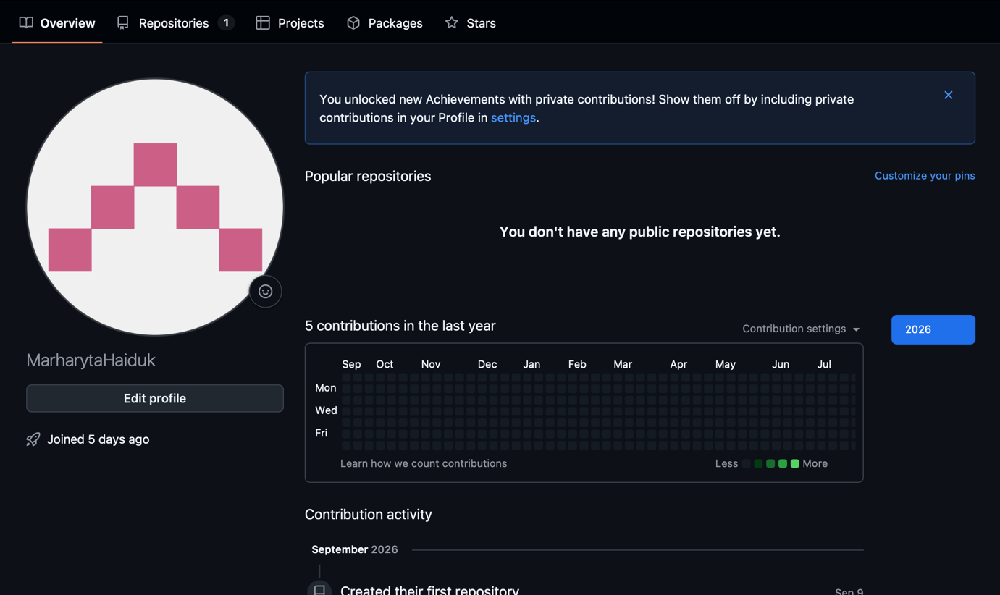 Overview Repositories 1 Projects Packages Stars
You unlocked new Achievements with private contributions! Show them off by including private
contributions in your Profile in settings.
Popular repositories
Customize your pins
You don't have any public repositories yet.
MarharytaHaiduk
Edit profile
Joined 5 days ago
5 contributions in the last year
Contribution settings
2026
Sep Oct Nov Dec Jan Feb Mar Apr May Jun Jul
Mon
Wed
Fri
Learn how we count contributions
Less More
Contribution activity
September 2026
Created their first repository
Sep 9